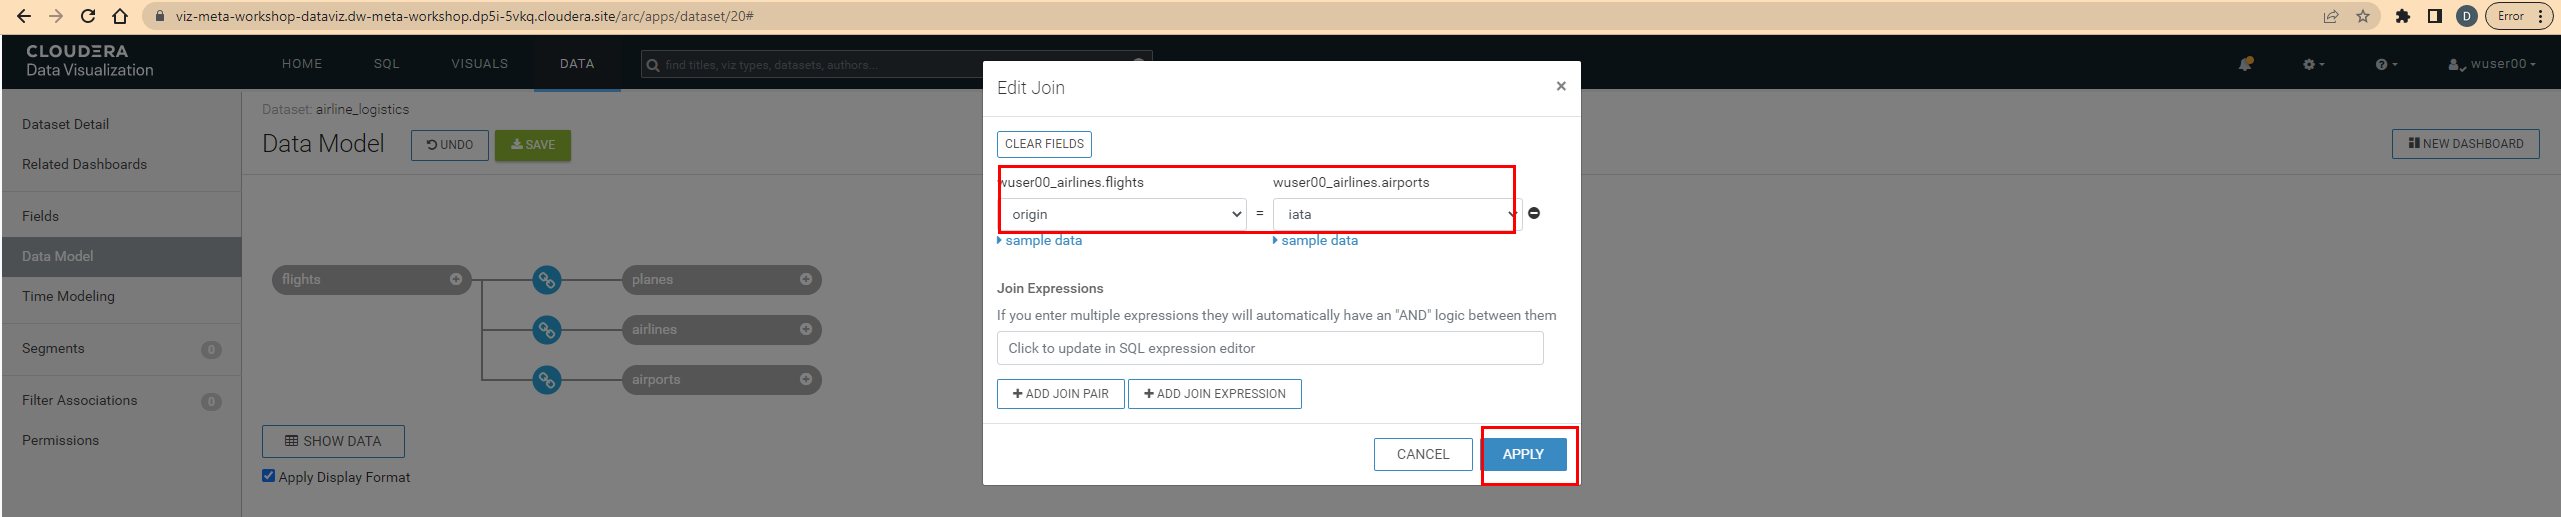 viz-meta-workshop-dataviz.dw-meta-workshop.dp5i-5vkq.cloudera.site/arc/apps/dataset/20#
D
Error
CLOUDERA
Data Visualization
HOME
SQL
VISUALS
DATA
find titles, viz types, datasets, authors...
wuser00
Dataset Detail
Related Dashboards
Fields
Data Model
Time Modeling
Segments 0
Filter Associations 0
Permissions
Dataset: airline_logistics
Data Model
UNDO
SAVE
NEW DASHBOARD
flights
planes
airlines
airports
SHOW DATA
Apply Display Format
Edit Join
×
CLEAR FIELDS
wuser00_airlines.flights
wuser00_airlines.airports
origin
=
iata
sample data
sample data
Join Expressions
If you enter multiple expressions they will automatically have an "AND" logic between them
Click to update in SQL expression editor
ADD JOIN PAIR
ADD JOIN EXPRESSION
CANCEL
APPLY